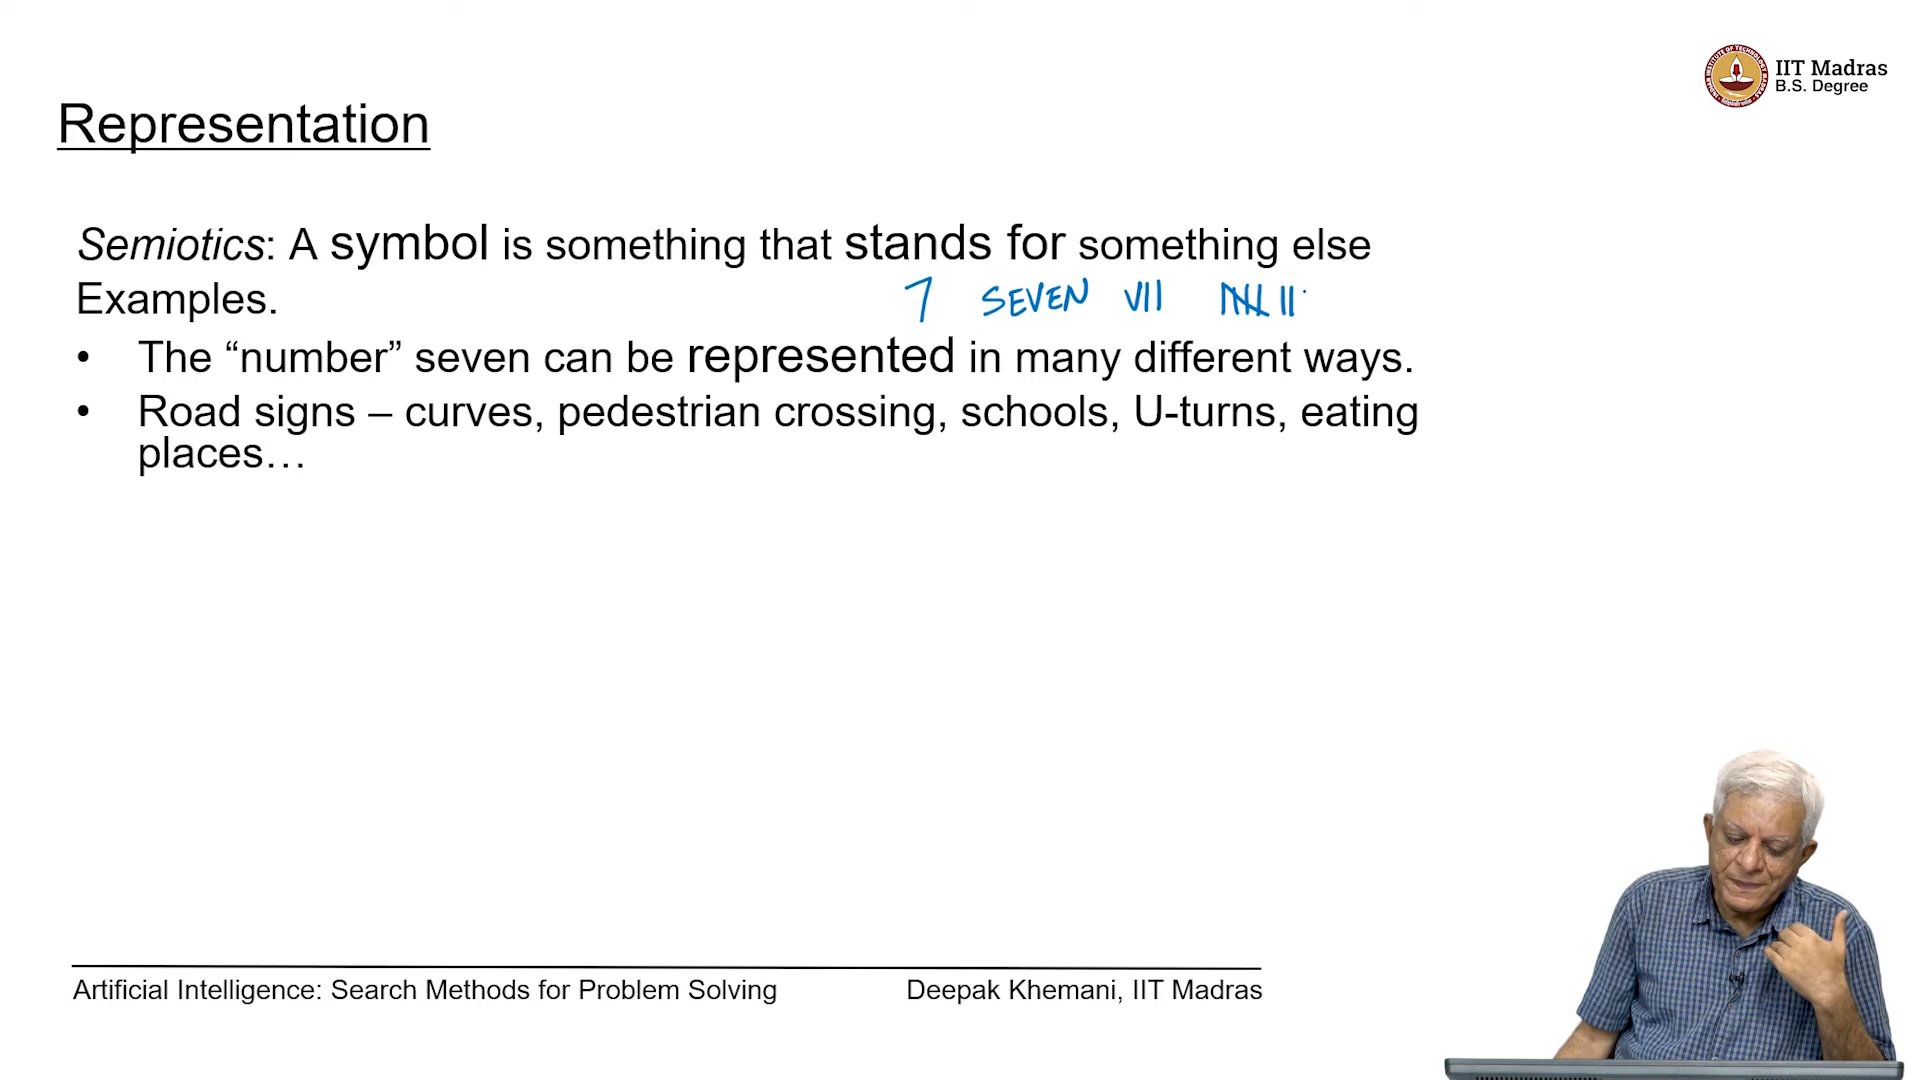 IIT Madras
B.S. Degree
Representation
Semiotics: A symbol is something that stands for something else
Examples.
7 SEVEN VII 𝍸 II
• The “number” seven can be represented in many different ways.
• Road signs – curves, pedestrian crossing, schools, U-turns, eating
places…
Artificial Intelligence: Search Methods for Problem Solving
Deepak Khemani, IIT Madras